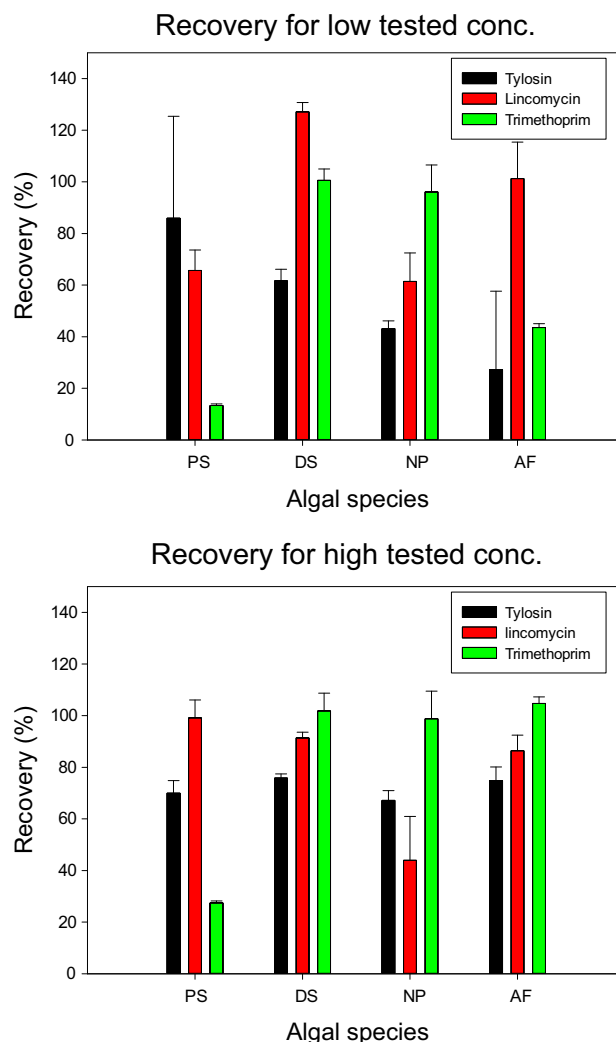 Recovery for low tested conc.
Recovery (%)
140
120
100
80
60
40
20
0
Tylosin
Lincomycin
Trimethoprim
PS DS NP AF
Algal species
Recovery for high tested conc.
Recovery (%)
140
120
100
80
60
40
20
0
Tylosin
lincomycin
Trimethoprim
PS DS NP AF
Algal species